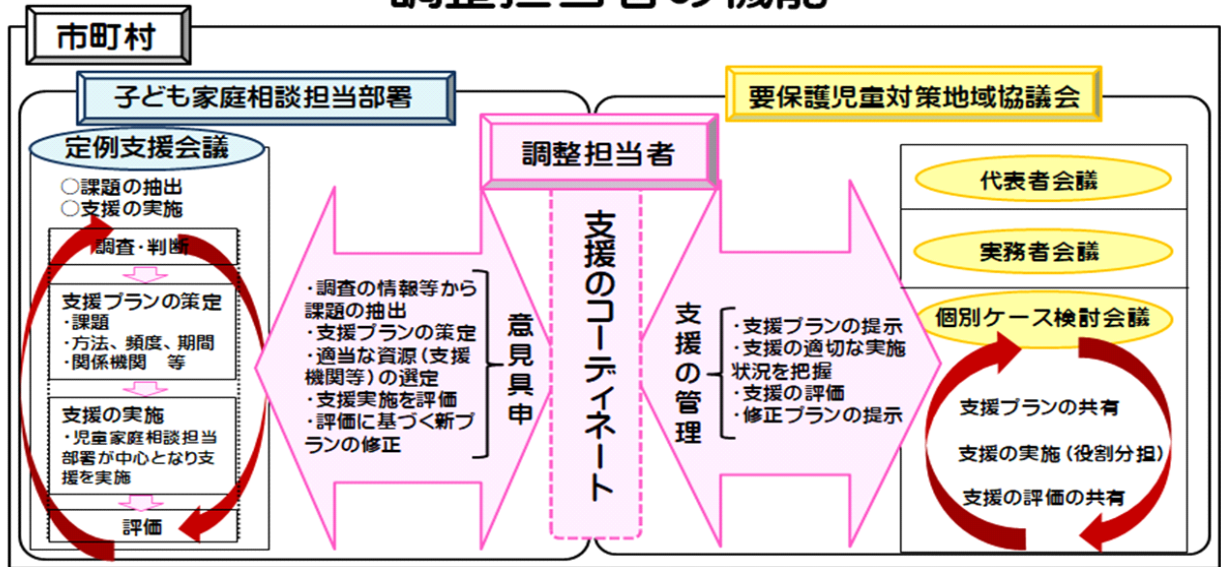 調整担当者の機能
市町村
子ども家庭相談担当部署
要保護児童対策地域協議会
定例支援会議
○課題の抽出
○支援の実施
調査・判断
支援プランの策定
・課題
・方法、頻度、期間
・関係機関　等
支援の実施
・児童家庭相談担当
部署が中心となり支
援を実施
評価
・調査の情報等から
課題の抽出
・支援プランの策定
・適当な資源（支援
機関等）の選定
・支援実施を評価
・評価に基づく新プ
ランの修正
意見具申
調整担当者
支援のコーディネート
支援の管理
・支援プランの提示
・支援の適切な実施
状況を把握
・支援の評価
・修正プランの提示
代表者会議
実務者会議
個別ケース検討会議
支援プランの共有
支援の実施（役割分担）
支援の評価の共有